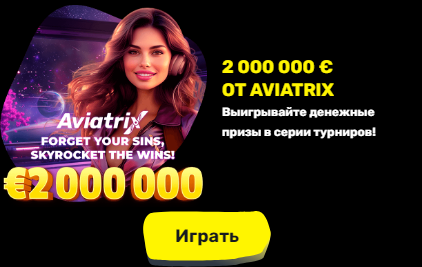 Aviatrix
FORGET YOUR SINS,
SKYROCKET THE WINS!
€2 000 000
2 000 000 €
ОТ AVIATRIX
Выигрывайте денежные
призы в серии турниров!
Играть